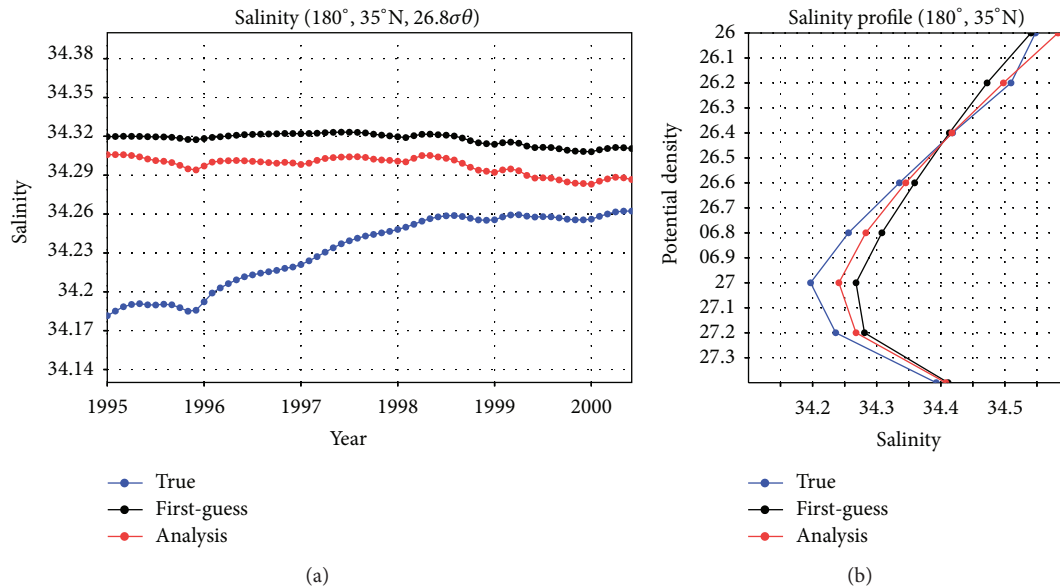 Salinity (180°, 35°N, 26.8σθ)
34.38
34.35
34.32
34.29
34.26
34.23
34.2
34.17
34.14
Salinity
1995 1996 1997 1998 1999 2000
Year
True
First-guess
Analysis
(a)
Salinity profile (180°, 35°N)
26
26.2
26.3
26.4
26.5
26.6
26.7
06.8
06.9
27
27.1
27.2
27.3
Potential density
34.2 34.3 34.4 34.5
Salinity
True
First-guess
Analysis
(b)